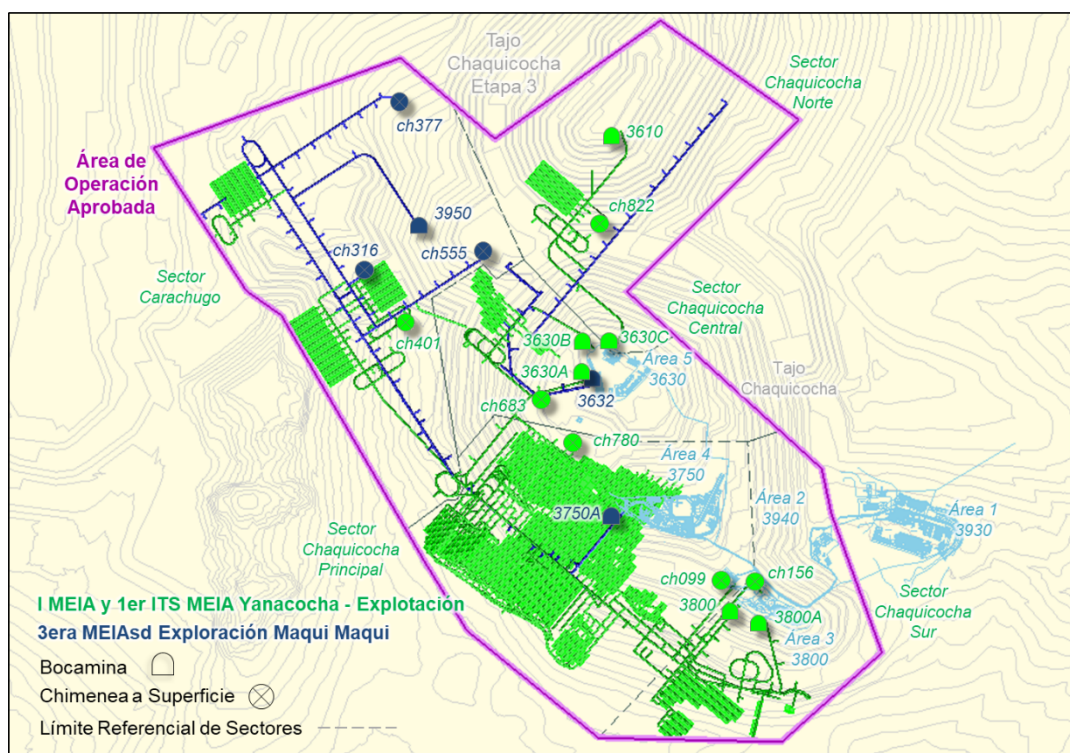 Tajo
Chaquicocha
Etapa 3
Sector
Chaquicocha
Norte
ch377
3610
Área de
Operación
Aprobada
ch822
3950
ch316
ch555
Sector
Carachugo
Sector
Chaquicocha
Central
ch401
3630B
3630C
Área 5
3630
3630A
3632
Tajo
Chaquicocha
ch683
ch780
Área 4
3750
Área 2
3940
Área 1
3930
3750A
Sector
Chaquicocha
Principal
ch099
ch156
3800
3800A
Área 3
3800
Sector
Chaquicocha
Sur
I MEIA y 1er ITS MEIA Yanacocha - Explotación
3era MEIAsd Exploración Maqui Maqui
Bocamina
Chimenea a Superficie
Límite Referencial de Sectores